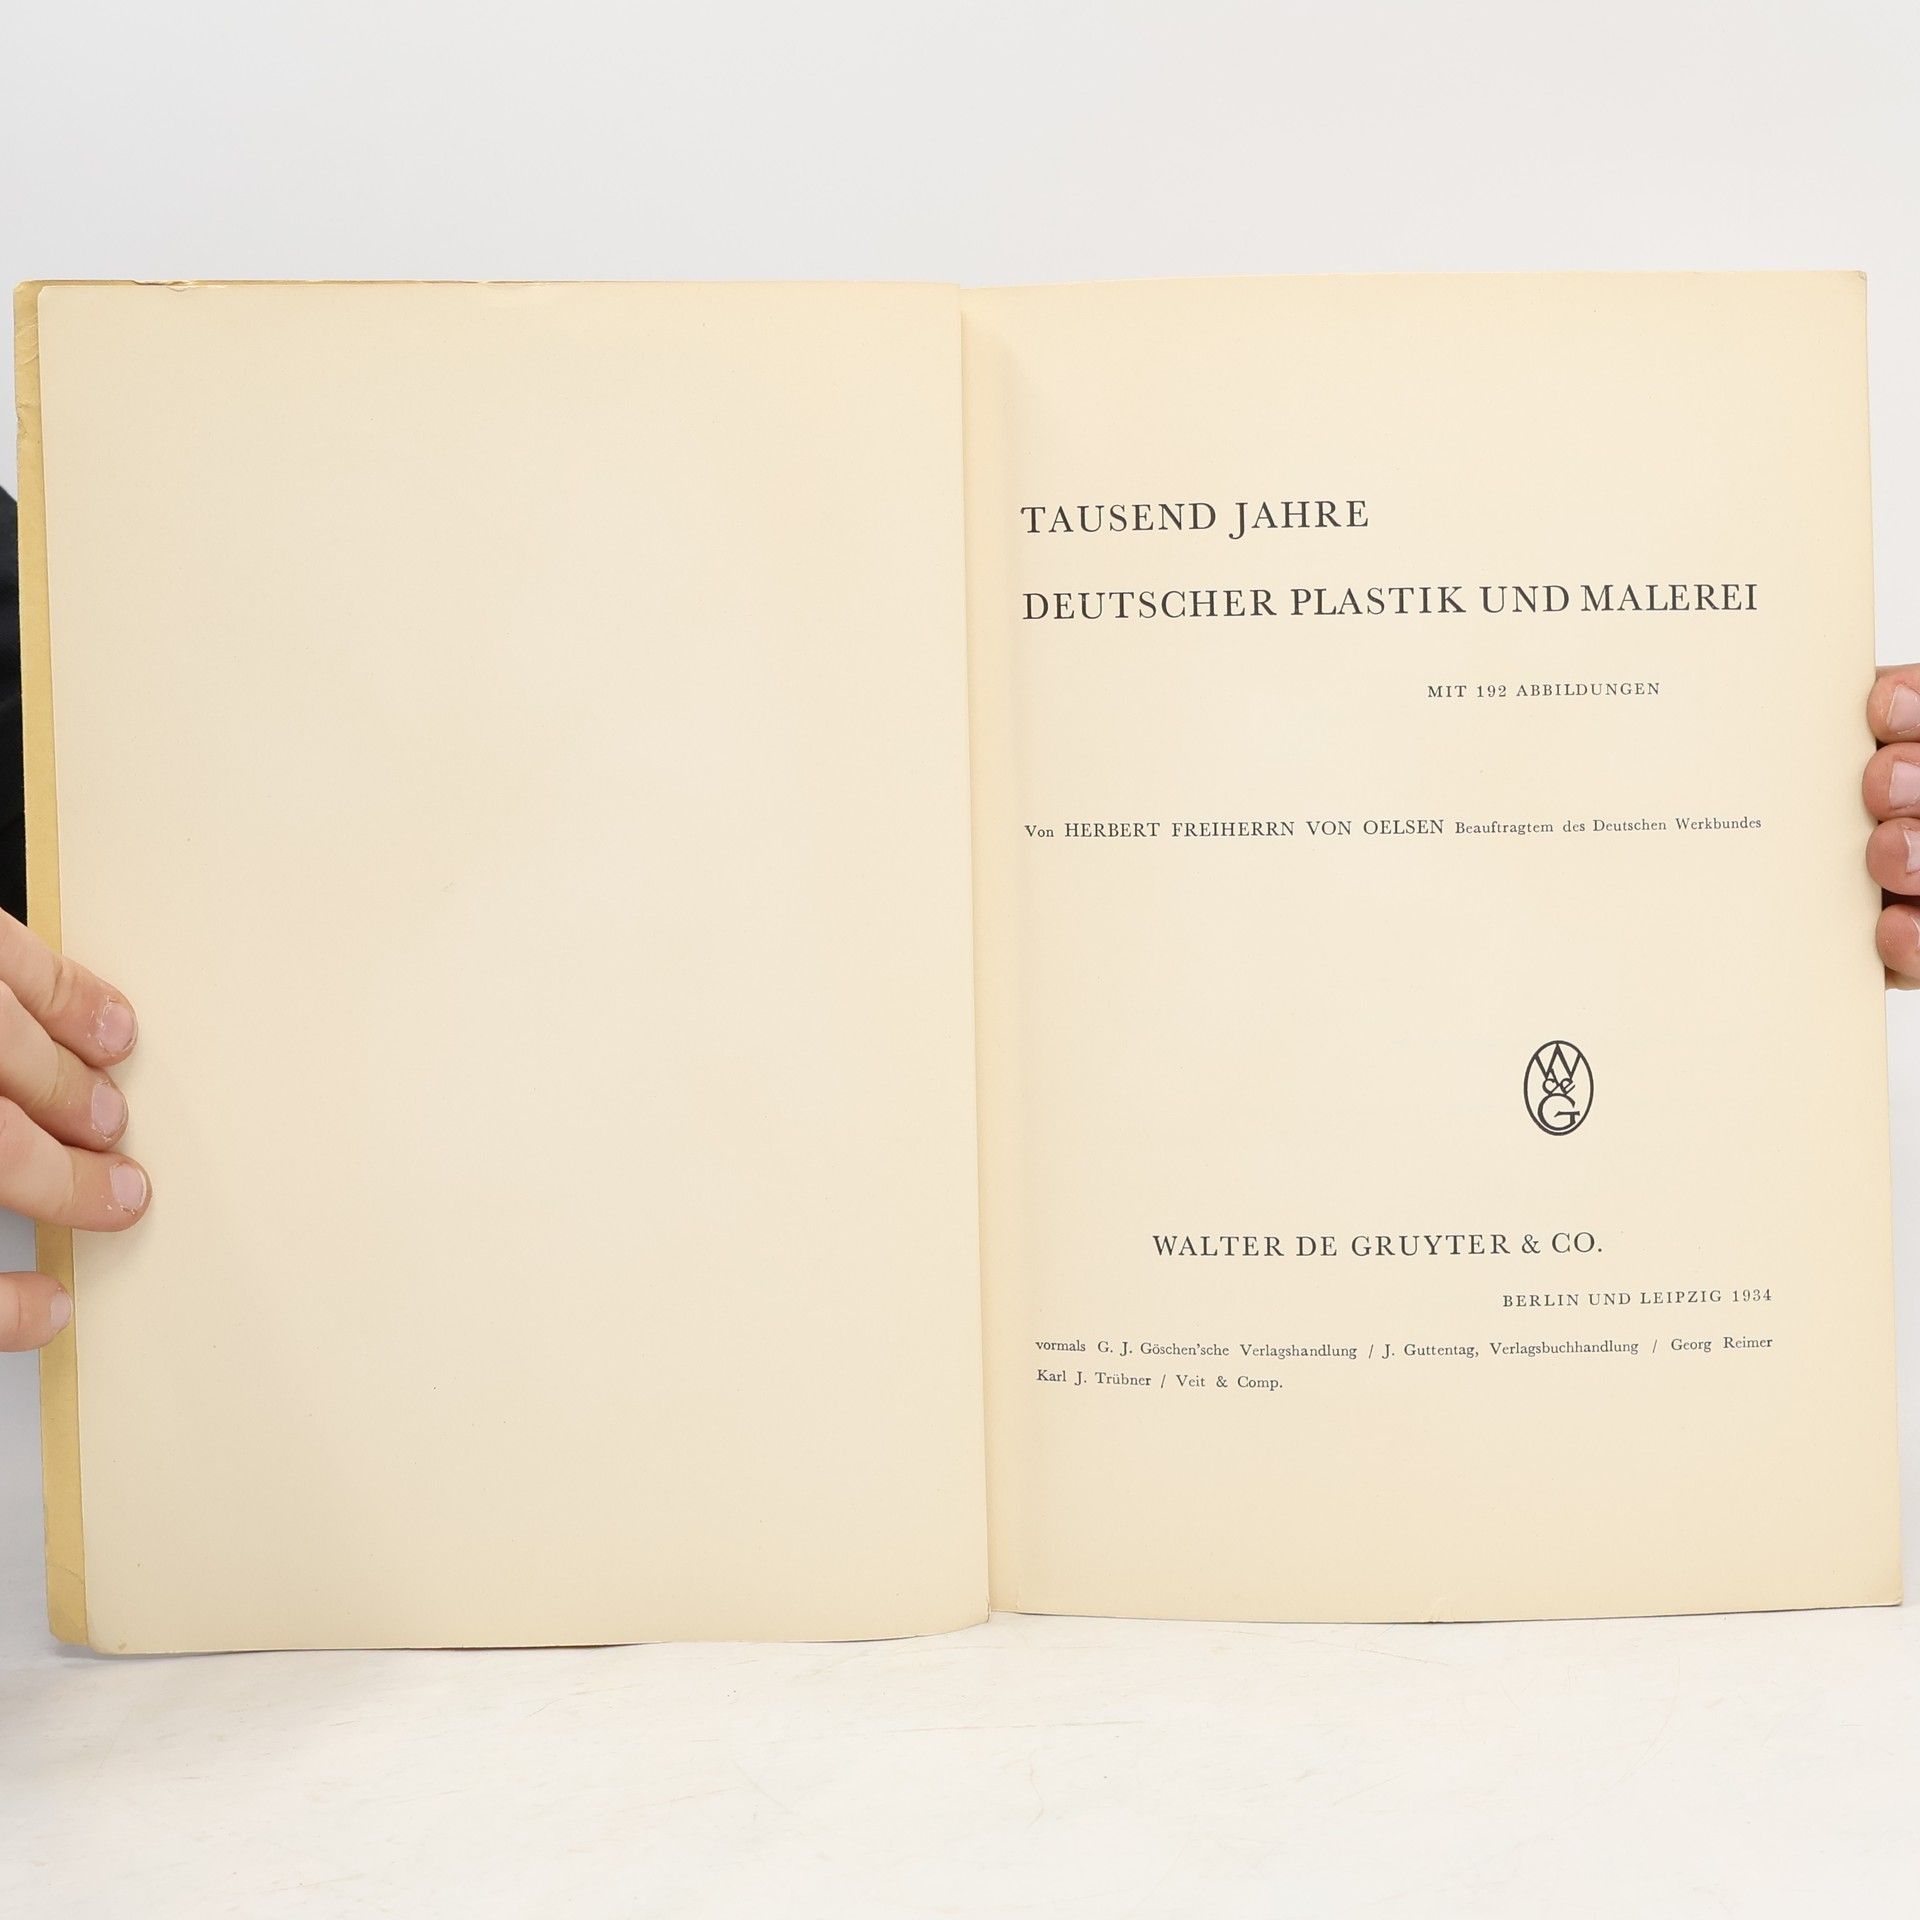 TAUSEND JAHRE
DEUTSCHER PLASTIK UND MALEREI
MIT 192 ABBILDUNGEN
Von HERBERT FREIHERRN VON OELSEN Beauftragtem des Deutschen Werkbundes
W
de
G
WALTER DE GRUYTER & CO.
BERLIN UND LEIPZIG 1934
vormals G. J. Göschen'sche Verlagshandlung / J. Guttentag, Verlagsbuchhandlung / Georg Reimer
Karl J. Trübner / Veit & Comp.